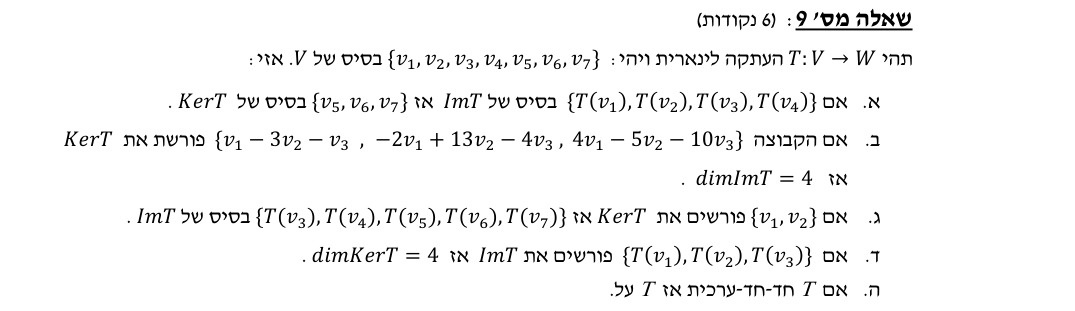 שאלה מס' 9: (6 נקודות)
תהי T: V → W העתקה לינארית ויהי: {v₁, v₂, v₃, v₄, v₅, v₆, v₇} בסיס של V. אזי:
א. אם {T(v₁), T(v₂), T(v₃), T(v₄)} בסיס של ImT אז {v₅, v₆, v₇} בסיס של KerT.
ב. אם הקבוצה {v₁ − 3v₂ − v₃ , −2v₁ + 13v₂ − 4v₃ , 4v₁ − 5v₂ − 10v₃} פורשת את KerT
אז dimImT = 4 .
ג. אם {v₁, v₂} פורשים את KerT אז {T(v₃), T(v₄), T(v₅), T(v₆), T(v₇)} בסיס של ImT.
ד. אם {T(v₁), T(v₂), T(v₃)} פורשים את ImT אז dimKerT = 4 .
ה. אם T חד-חד-ערכית אז T על.